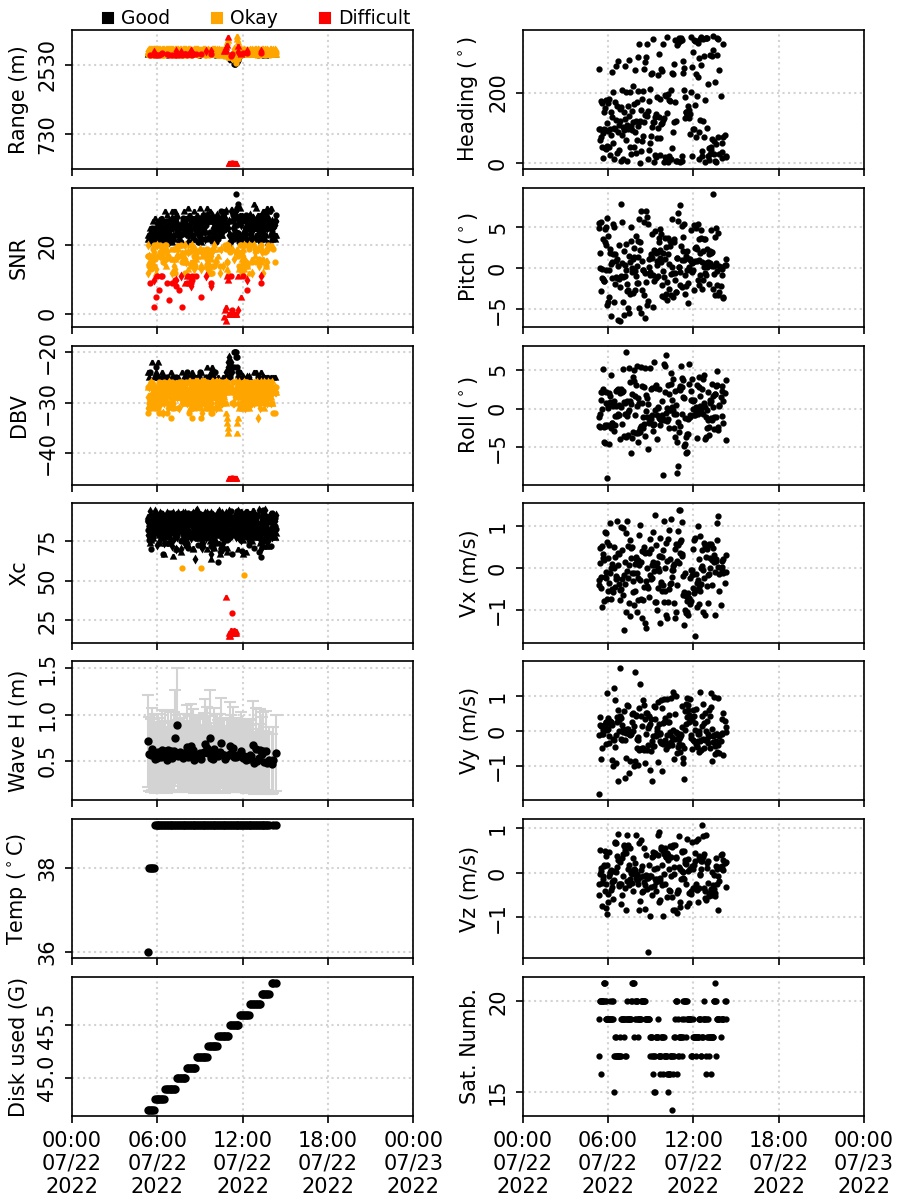 Good Okay Difficult
Range (m)
2530
730
Heading (°)
200
0
SNR
20
0
Pitch (°)
5
0
−5
DBV
−20
−30
−40
Roll (°)
5
0
−5
Xc
75
50
25
Vx (m/s)
1
0
−1
Wave H (m)
1.5
1.0
0.5
Vy (m/s)
1
0
−1
Temp (°C)
38
36
Vz (m/s)
1
0
−1
Disk used (G)
45.5
45.0
Sat. Numb.
20
15
00:00 06:00 12:00 18:00 00:00
07/22 07/22 07/22 07/22 07/23
2022 2022 2022 2022 2022
00:00 06:00 12:00 18:00 00:00
07/22 07/22 07/22 07/22 07/23
2022 2022 2022 2022 2022